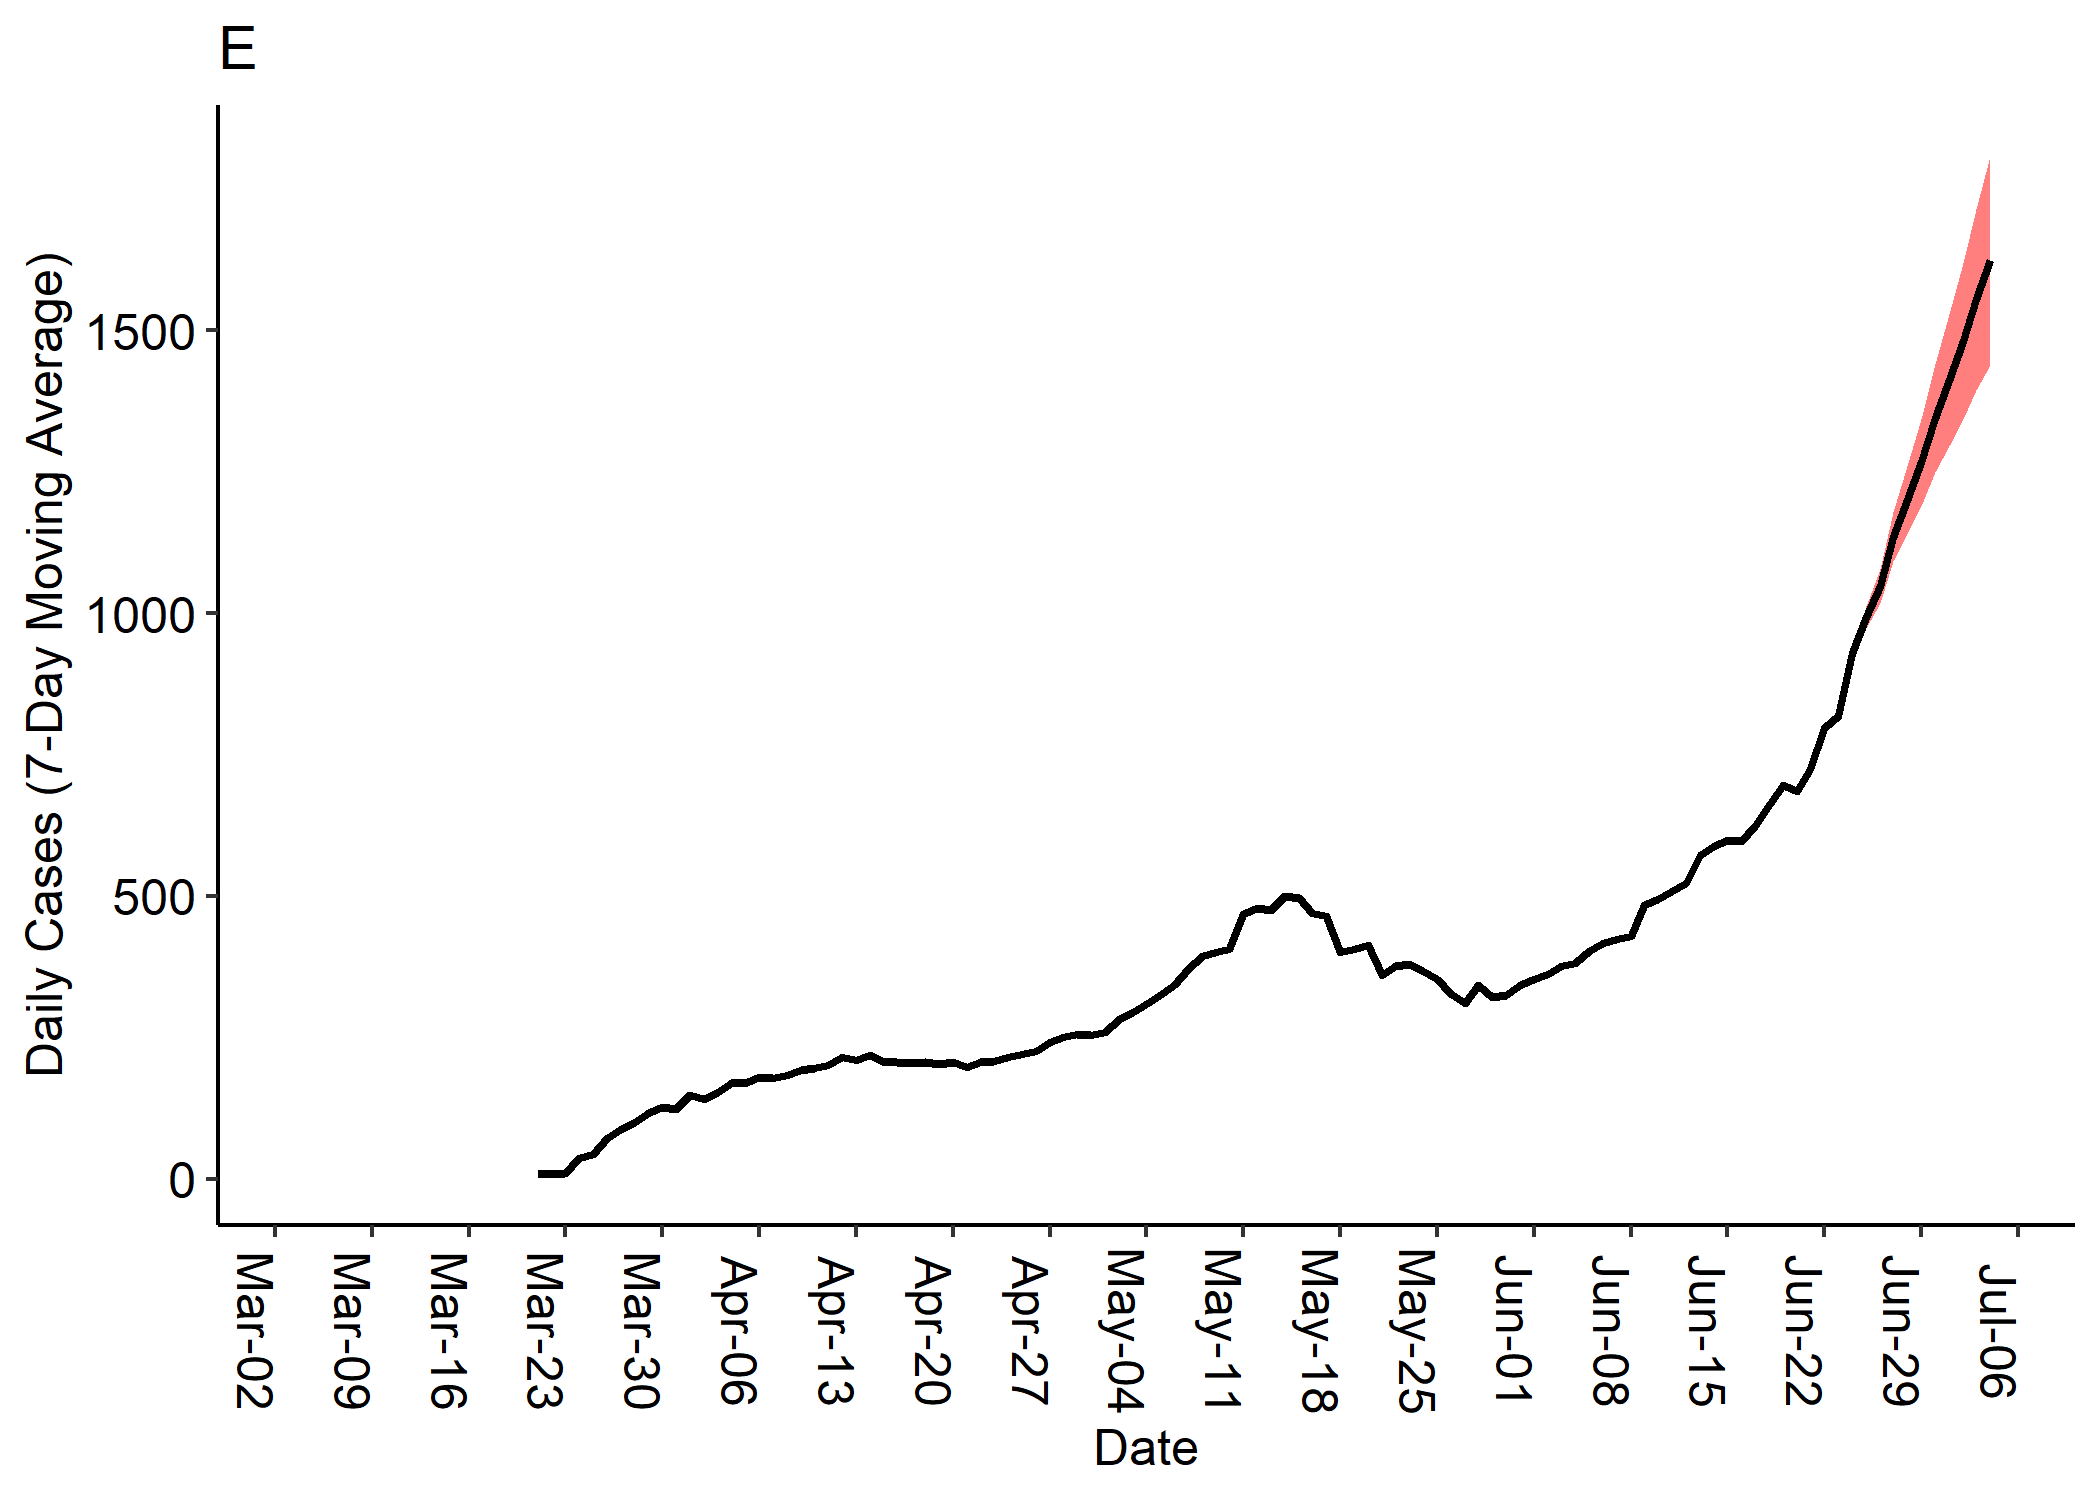 E
Daily Cases (7-Day Moving Average)
1500
1000
500
0
Mar-02
Mar-09
Mar-16
Mar-23
Mar-30
Apr-06
Apr-13
Apr-20
Apr-27
May-04
May-11
May-18
May-25
Jun-01
Jun-08
Jun-15
Jun-22
Jun-29
Jul-06
Date